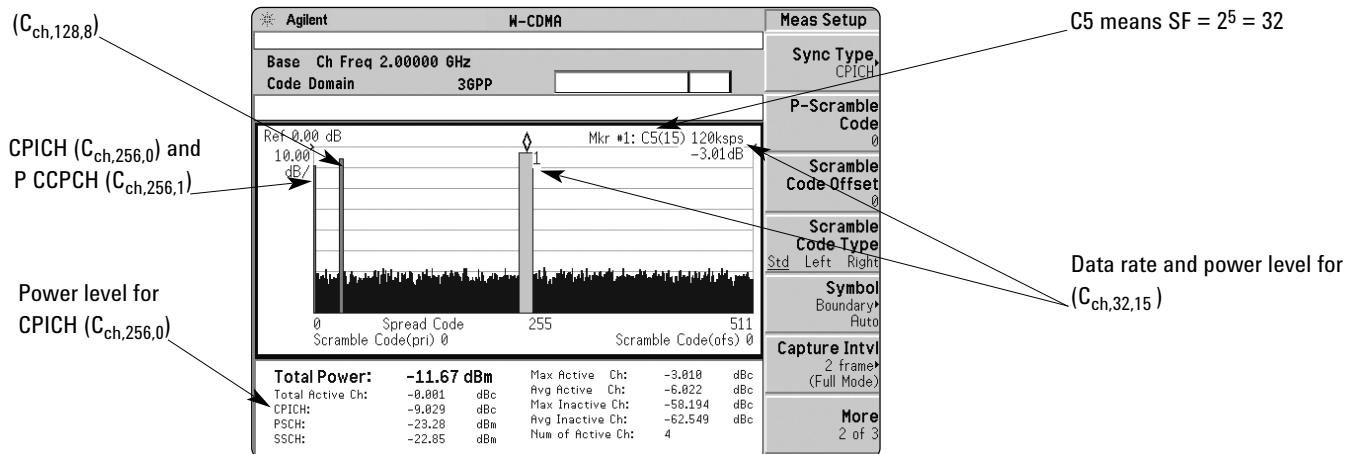 (Cch,128,8)
CPICH (Cch,256,0) and
P CCPCH (Cch,256,1)
Power level for
CPICH (Cch,256,0)
Agilent W-CDMA
Base Ch Freq 2.00000 GHz
Code Domain 3GPP
Ref 0.00 dB Mkr #1: C5(15) 120ksps
10.00 -3.01dB
dB/
1
0 Spread Code 255 511
Scramble Code(pri) 0 Scramble Code(ofs) 0
Total Power: -11.67 dBm
Total Active Ch: -0.001 dBc
CPICH: -9.029 dBc
PSCH: -23.28 dBm
SSCH: -22.85 dBm
Max Active Ch: -3.010 dBc
Avg Active Ch: -6.022 dBc
Max Inactive Ch: -58.194 dBc
Avg Inactive Ch: -62.549 dBc
Num of Active Ch: 4
Meas Setup
Sync Type
CPICH
P-Scramble
Code
0
Scramble
Code Offset
0
Scramble
Code Type
Std Left Right
Symbol
Boundary
Auto
Capture Intvl
2 frame
(Full Mode)
More
2 of 3
C5 means SF = 2⁵ = 32
Data rate and power level for
(Cch,32,15 )